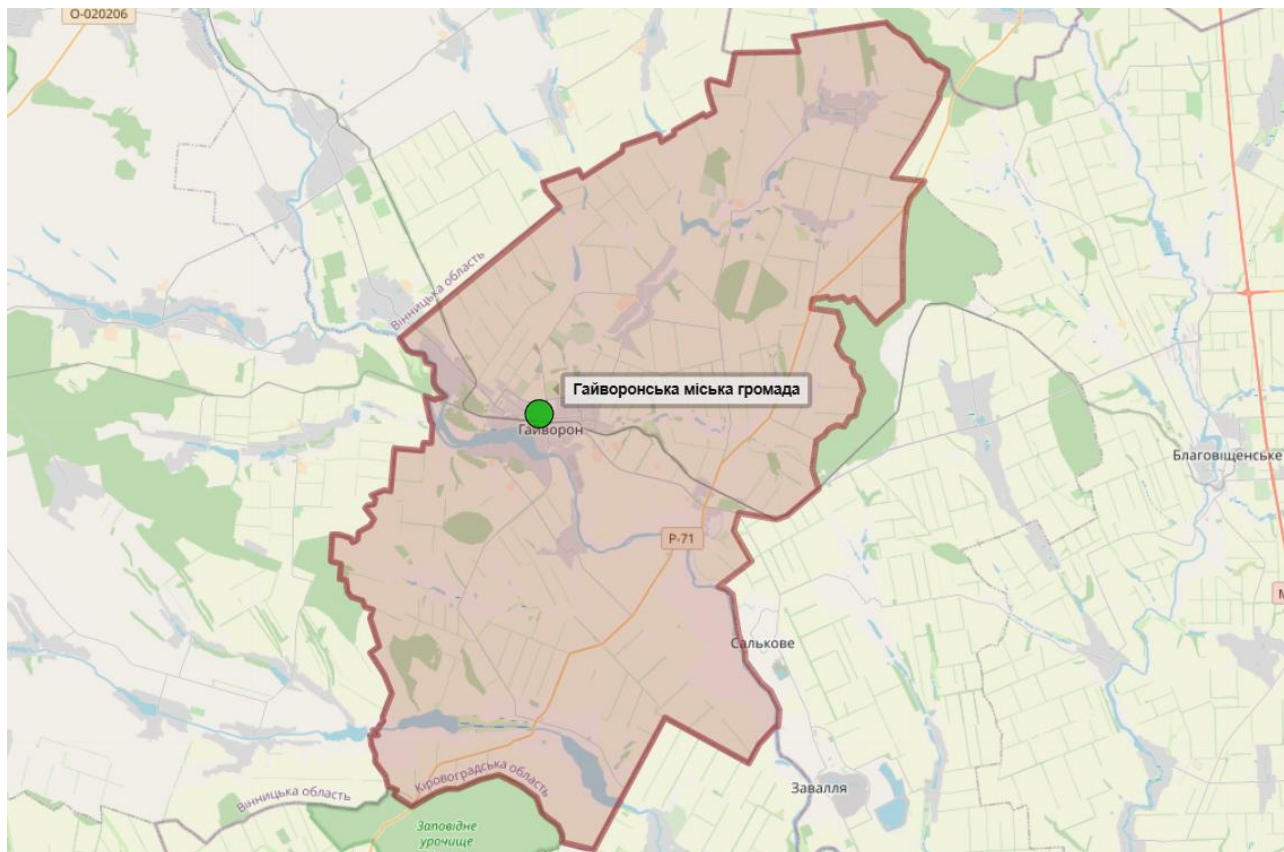 О-020206
Вінницька область
Гайворонська міська громада
Гайворон
Благовіщенське
Р-71
М
Салькове
Кіровоградська область
Завалля
Вінницька область
Заповідне
урочище